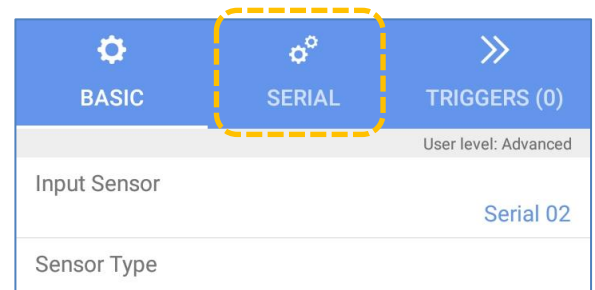 BASIC SERIAL TRIGGERS (0)
User level: Advanced
Input Sensor
Serial 02
Sensor Type